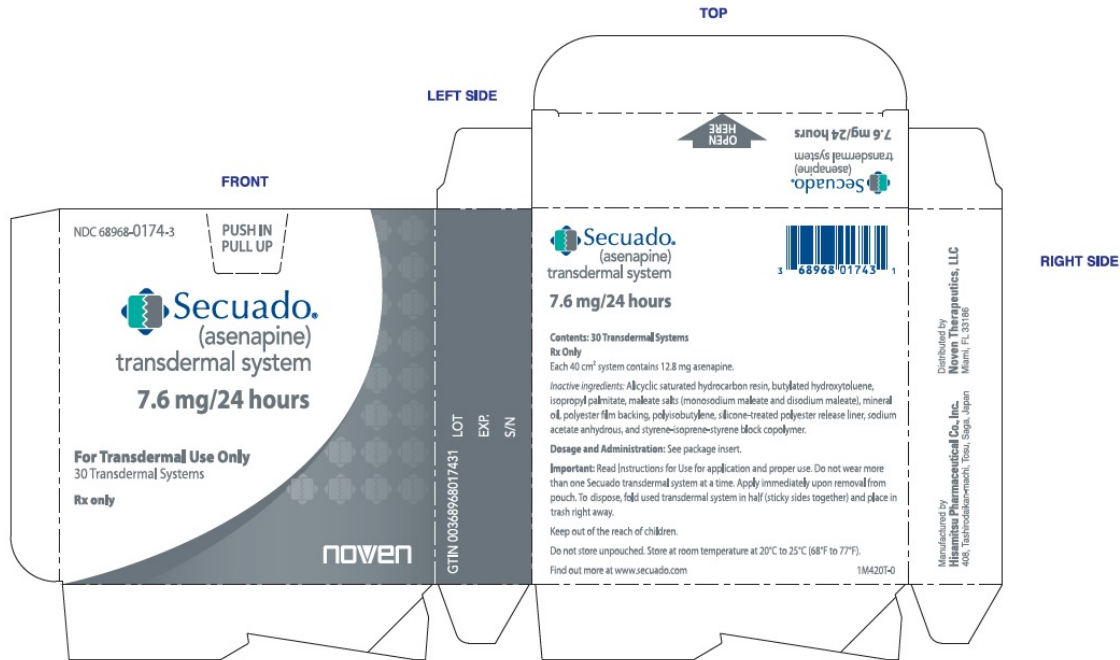 TOP
LEFT SIDE
FRONT
RIGHT SIDE
NDC 68968-0174-3
PUSH IN
PULL UP
Secuado®
(asenapine)
transdermal system
7.6 mg/24 hours
For Transdermal Use Only
30 Transdermal Systems
Rx only
noven
GTIN 00368968017431
LOT
EXP.
S/N
OPEN
HERE
Secuado®
(asenapine)
transdermal system
7.6 mg/24 hours
Secuado®
(asenapine)
transdermal system
7.6 mg/24 hours
3 68968 01743 1
Contents: 30 Transdermal Systems
Rx Only
Each 40 cm² system contains 12.8 mg asenapine.
Inactive ingredients: Alicyclic saturated hydrocarbon resin, butylated hydroxytoluene,
isopropyl palmitate, maleate salts (monosodium maleate and disodium maleate), mineral
oil, polyester film backing, polyisobutylene, silicone-treated polyester release liner, sodium
acetate anhydrous, and styrene-isoprene-styrene block copolymer.
Dosage and Administration: See package insert.
Important: Read Instructions for Use for application and proper use. Do not wear more
than one Secuado transdermal system at a time. Apply immediately upon removal from
pouch. To dispose, fold used transdermal system in half (sticky sides together) and place in
trash right away.
Keep out of the reach of children.
Do not store unpouched. Store at room temperature at 20°C to 25°C (68°F to 77°F).
Find out more at www.secuado.com
1M420T-0
Manufactured by
Hisamitsu Pharmaceutical Co., Inc.
408, Tashirodaikan-machi, Tosu, Saga, Japan
Distributed by
Noven Therapeutics, LLC
Miami, FL 33186